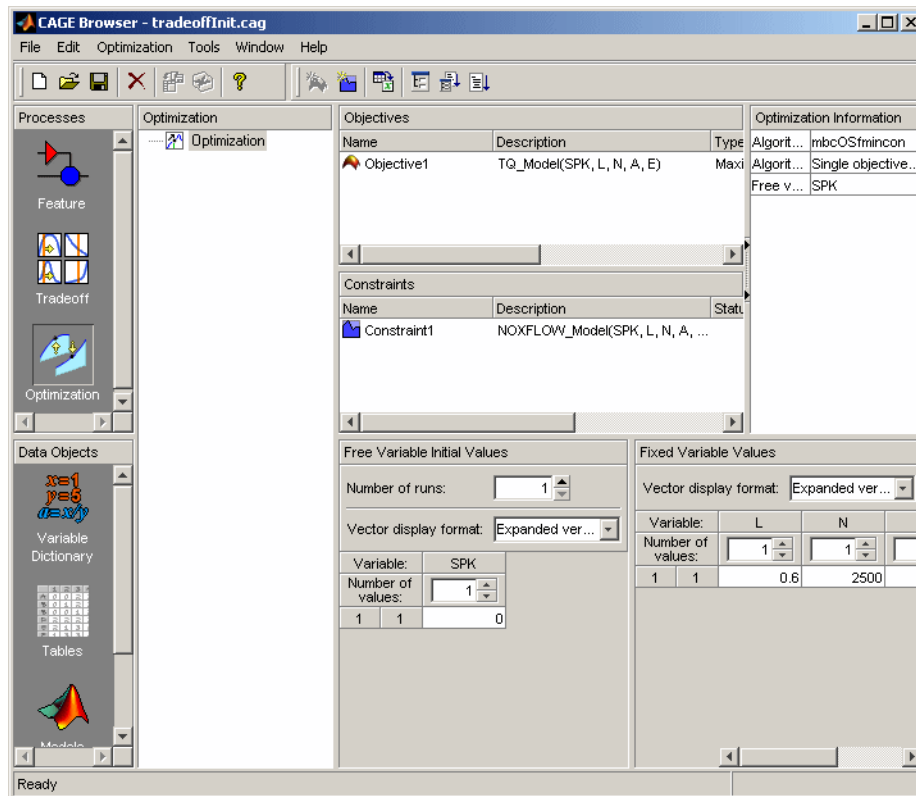 CAGE Browser - tradeoffInit.cag
File Edit Optimization Tools Window Help
Processes
Feature
Tradeoff
Optimization
Data Objects
x=1
y=5
a=x/y
Variable
Dictionary
Tables
Models
Optimization
Optimization
Objectives
Name Description Type
Objective1 TQ_Model(SPK, L, N, A, E) Maxi
Constraints
Name Description Statu
Constraint1 NOXFLOW_Model(SPK, L, N, A, ...
Optimization Information
Algorit... mbcOSfmincon
Algorit... Single objective...
Free v... SPK
Free Variable Initial Values
Number of runs: 1
Vector display format: Expanded ver...
Variable: SPK
Number of values: 1
1 1 0
Fixed Variable Values
Vector display format: Expanded ver...
Variable: L N
Number of values: 1 1
1 1 0.6 2500
Ready